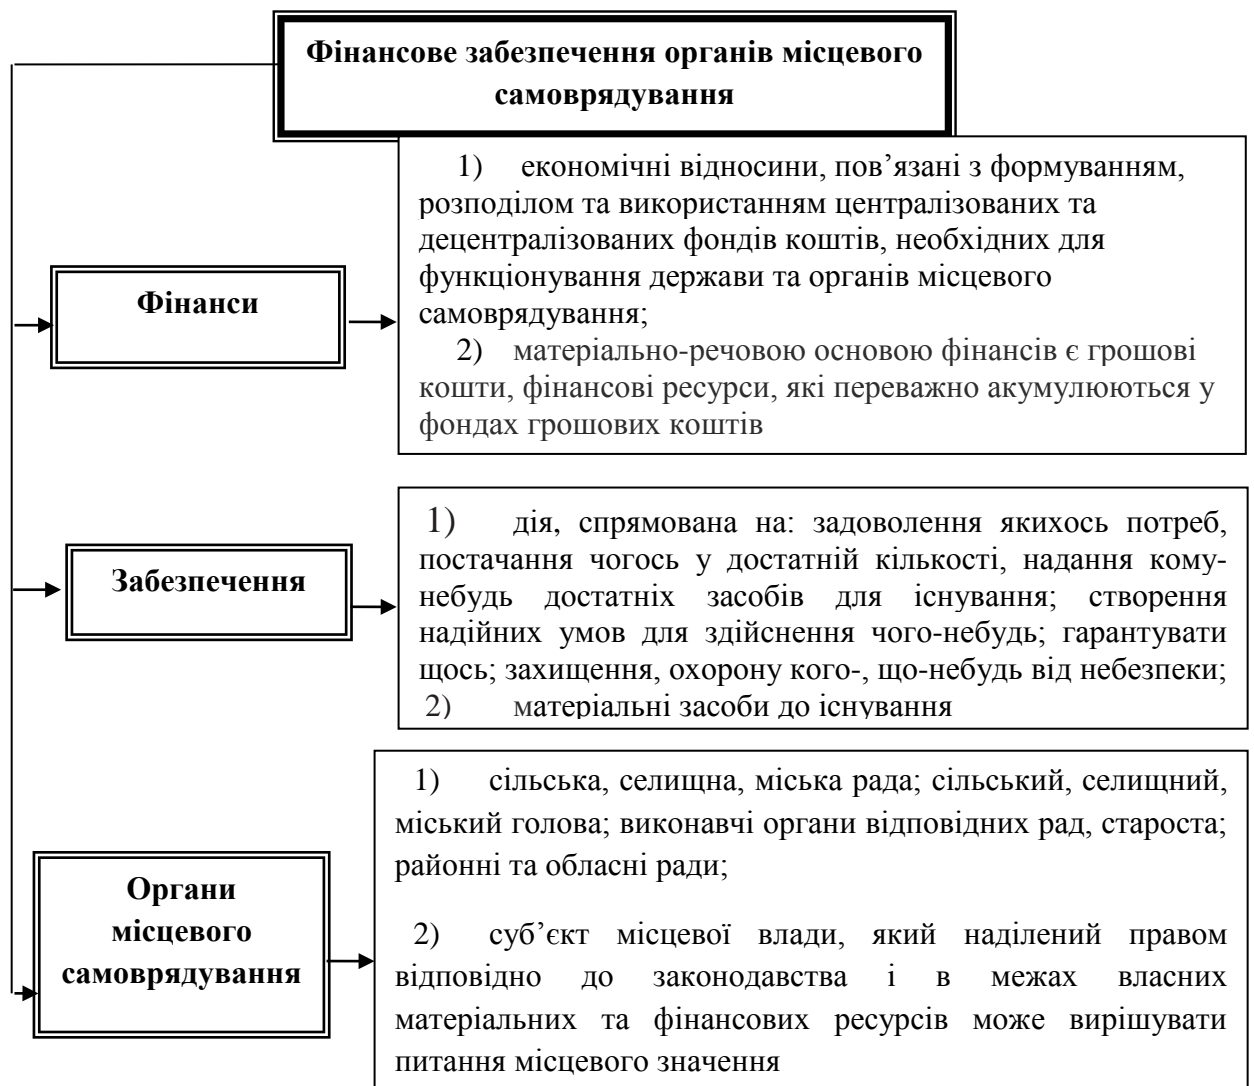 Фінансове забезпечення органів місцевого
самоврядування
Фінанси
1) економічні відносини, пов’язані з формуванням,
розподілом та використанням централізованих та
децентралізованих фондів коштів, необхідних для
функціонування держави та органів місцевого
самоврядування;
2) матеріально-речовою основою фінансів є грошові
кошти, фінансові ресурси, які переважно акумулюються у
фондах грошових коштів
Забезпечення
1) дія, спрямована на: задоволення якихось потреб,
постачання чогось у достатній кількості, надання кому-
небудь достатніх засобів для існування; створення
надійних умов для здійснення чого-небудь; гарантувати
щось; захищення, охорону кого-, що-небудь від небезпеки;
2) матеріальні засоби до існування
Органи
місцевого
самоврядування
1) сільська, селищна, міська рада; сільський, селищний,
міський голова; виконавчі органи відповідних рад, староста;
районні та обласні ради;
2) суб’єкт місцевої влади, який наділений правом
відповідно до законодавства і в межах власних
матеріальних та фінансових ресурсів може вирішувати
питання місцевого значення